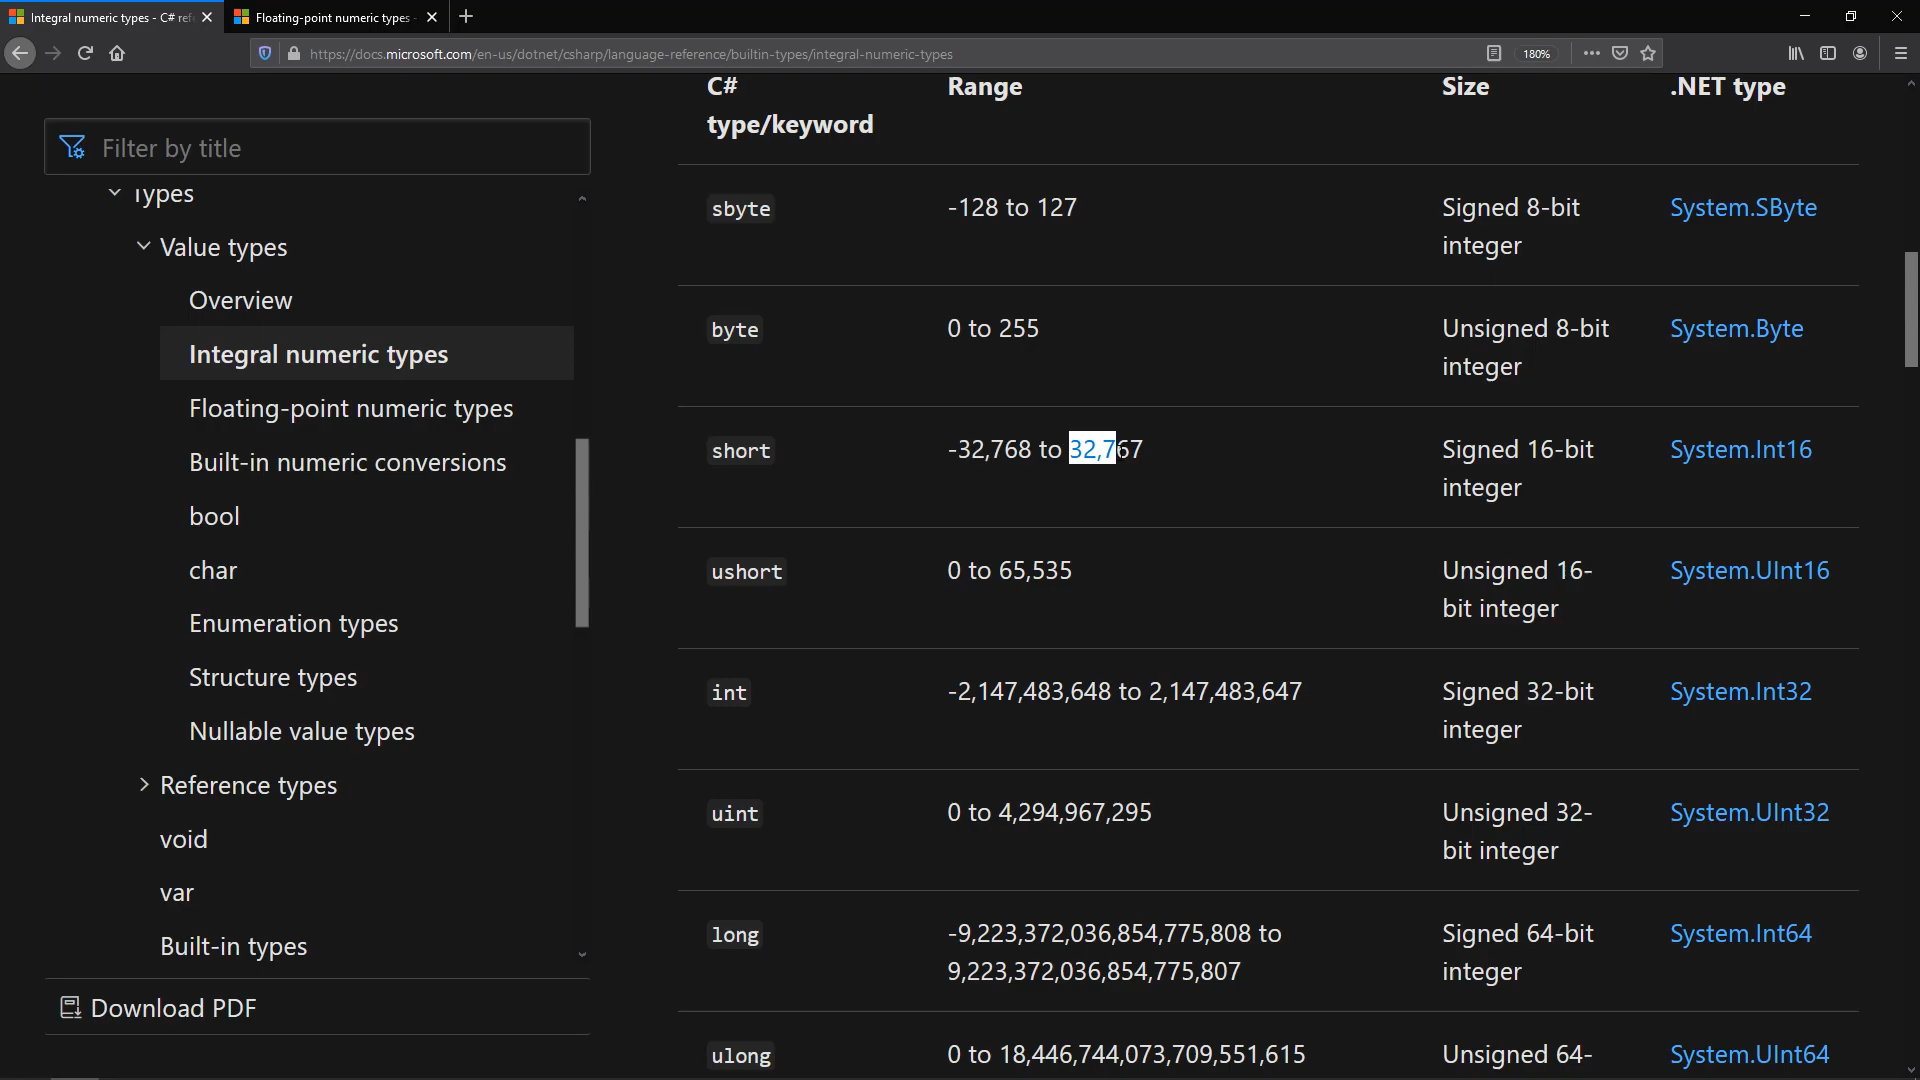 Integral numeric types - C# ref
Floating-point numeric types -
https://docs.microsoft.com/en-us/dotnet/csharp/language-reference/builtin-types/integral-numeric-types
180%
Filter by title
Types
Value types
Overview
Integral numeric types
Floating-point numeric types
Built-in numeric conversions
bool
char
Enumeration types
Structure types
Nullable value types
Reference types
void
var
Built-in types
Download PDF
C#
type/keyword
Range
Size
.NET type
sbyte
-128 to 127
Signed 8-bit
integer
System.SByte
byte
0 to 255
Unsigned 8-bit
integer
System.Byte
short
-32,768 to 32,767
Signed 16-bit
integer
System.Int16
ushort
0 to 65,535
Unsigned 16-
bit integer
System.UInt16
int
-2,147,483,648 to 2,147,483,647
Signed 32-bit
integer
System.Int32
uint
0 to 4,294,967,295
Unsigned 32-
bit integer
System.UInt32
long
-9,223,372,036,854,775,808 to
9,223,372,036,854,775,807
Signed 64-bit
integer
System.Int64
ulong
0 to 18,446,744,073,709,551,615
Unsigned 64-
System.UInt64